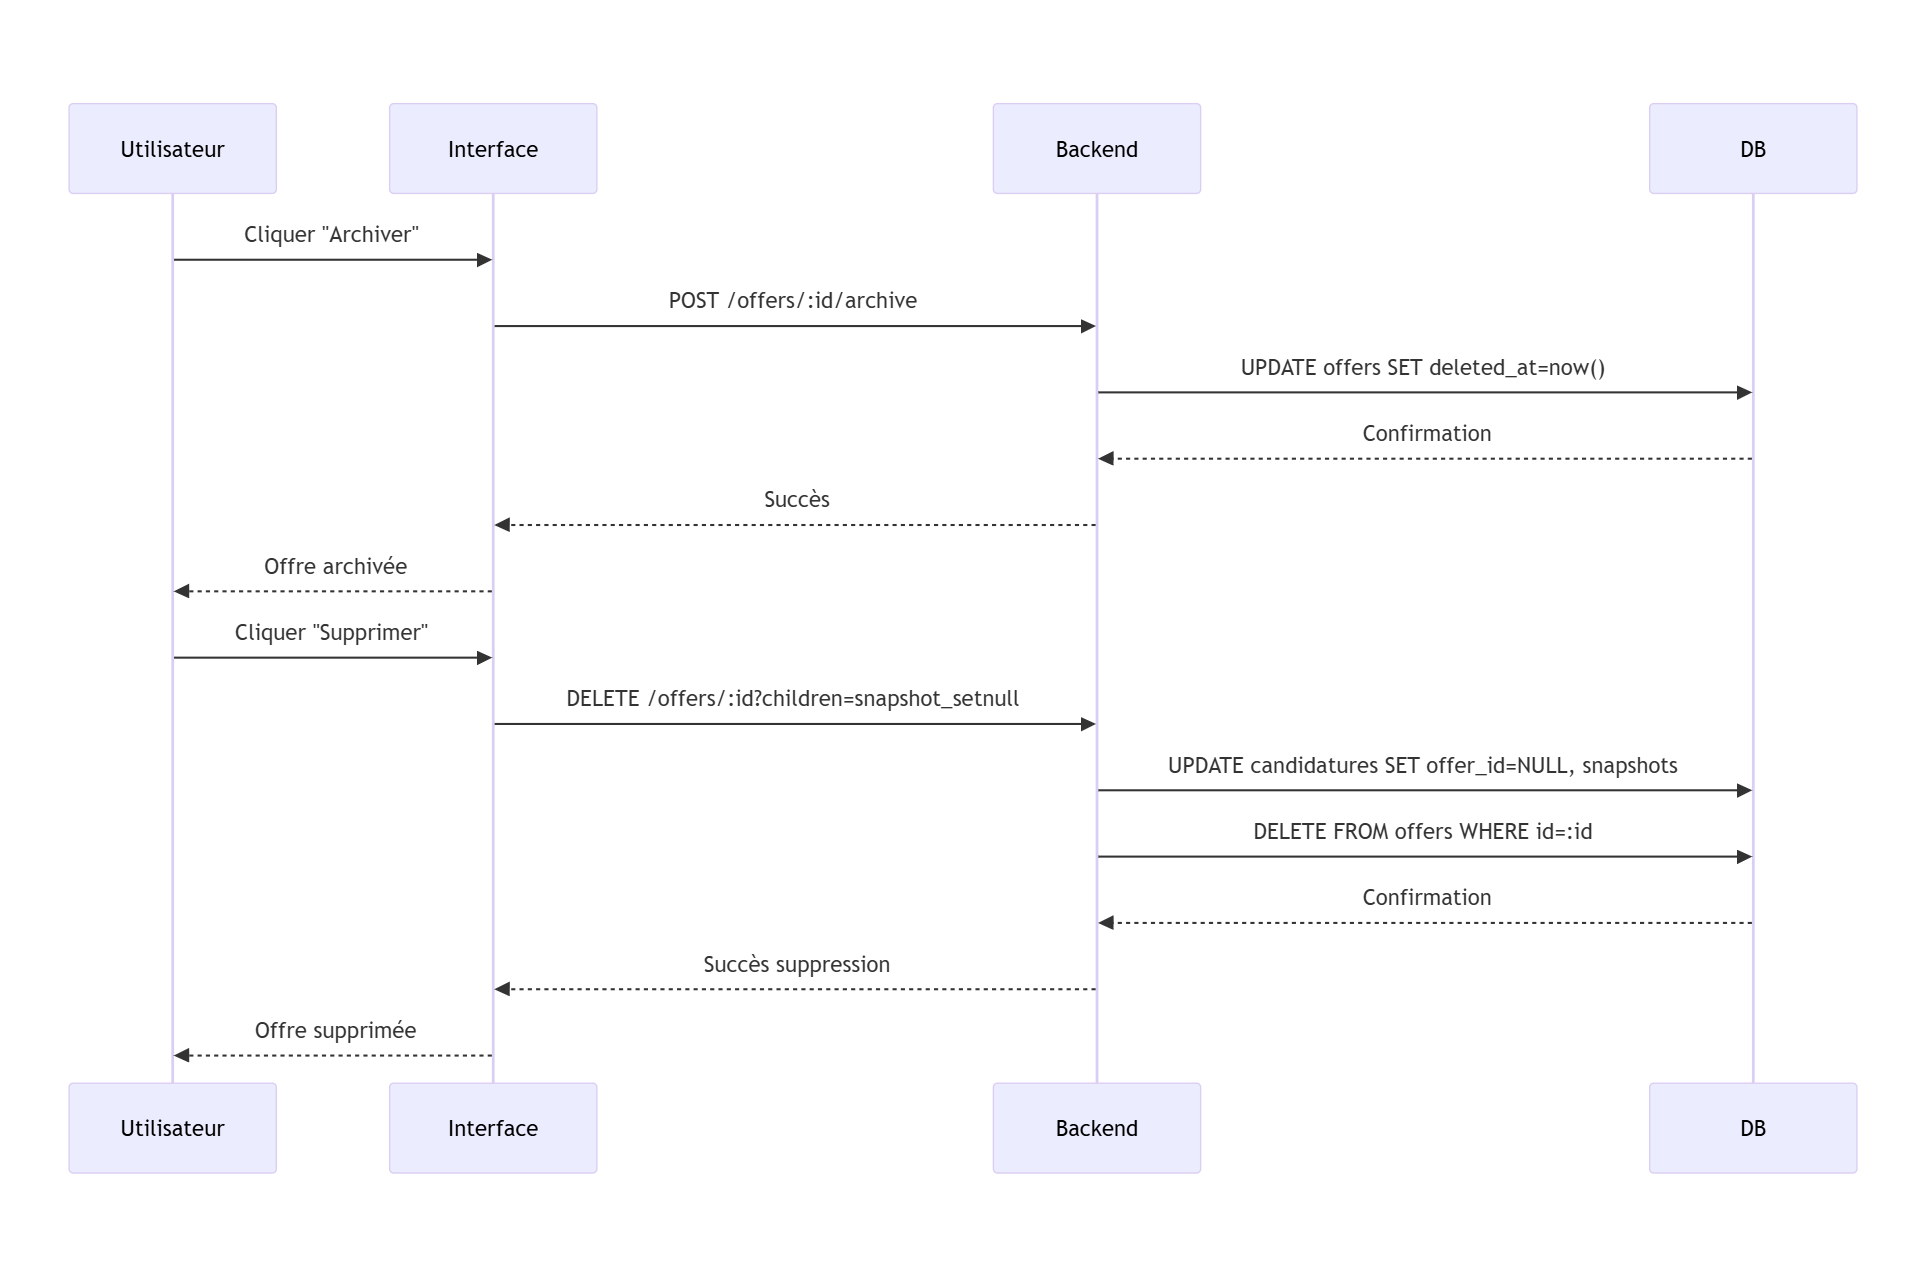 Utilisateur
Interface
Backend
DB
Cliquer "Archiver"
POST /offers/:id/archive
UPDATE offers SET deleted_at=now()
Confirmation
Succès
Offre archivée
Cliquer "Supprimer"
DELETE /offers/:id?children=snapshot_setnull
UPDATE candidatures SET offer_id=NULL, snapshots
DELETE FROM offers WHERE id=:id
Confirmation
Succès suppression
Offre supprimée
Utilisateur
Interface
Backend
DB